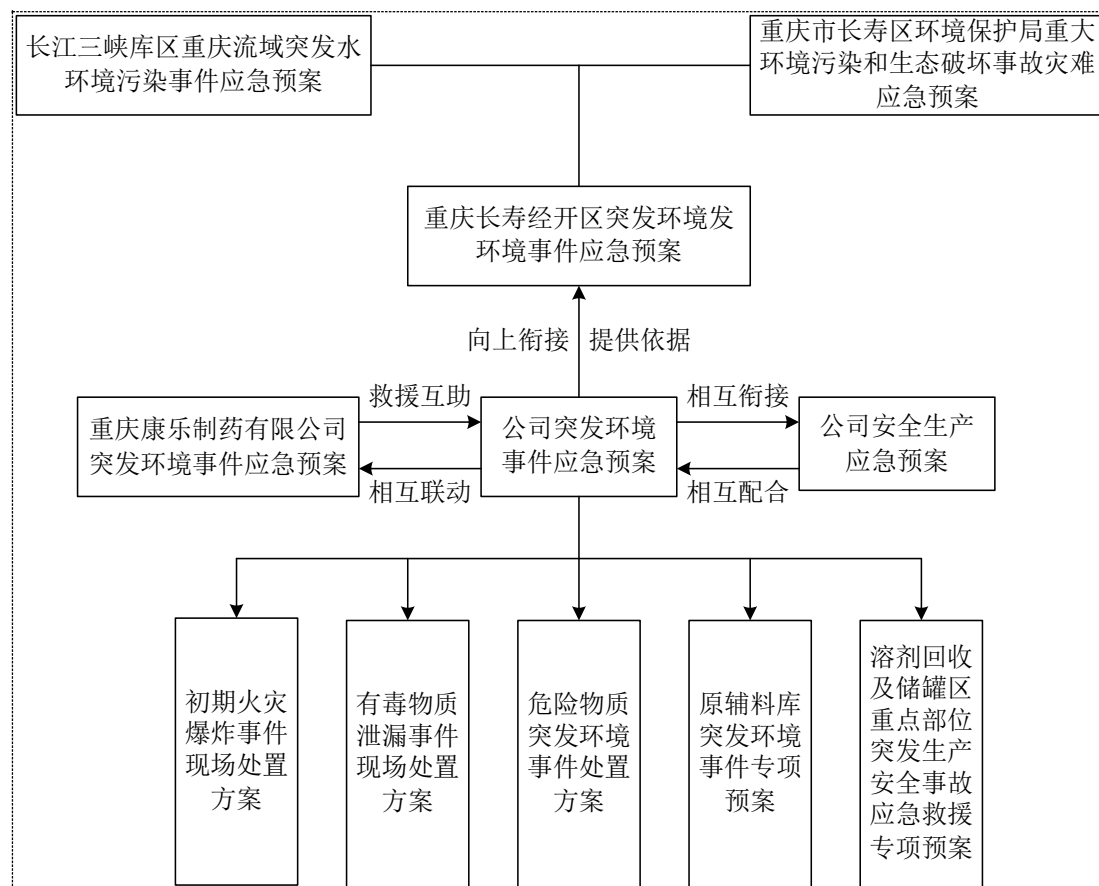 长江三峡库区重庆流域突发水
环境污染事件应急预案
重庆市长寿区环境保护局重大
环境污染和生态破坏事故灾难
应急预案
重庆长寿经开区突发环境发
环境事件应急预案
向上衔接
提供依据
重庆康乐制药有限公司
突发环境事件应急预案
救援互助
相互联动
公司突发环境
事件应急预案
相互衔接
相互配合
公司安全生产
应急预案
初期火灾
爆炸事件
现场处置
方案
有毒物质
泄漏事件
现场处置
方案
危险物质
突发环境
事件处置
方案
原辅料库
突发环境
事件专项
预案
溶剂回收
及储罐区
重点部位
突发生产
安全事故
应急救援
专项预案